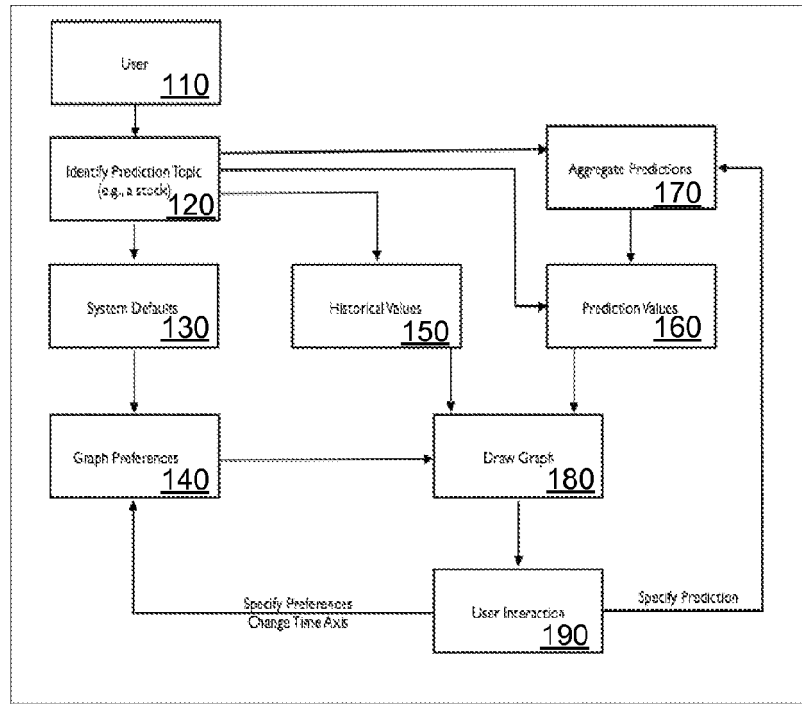 User
110
Identify Prediction Topic
(e.g., a stock)
120
Aggregate Predictions
170
System Defaults
130
Historical Values
150
Prediction Values
160
Graph Preferences
140
Draw Graph
180
Specify Preferences
Change Time Axis
User Interaction
190
Specify Prediction